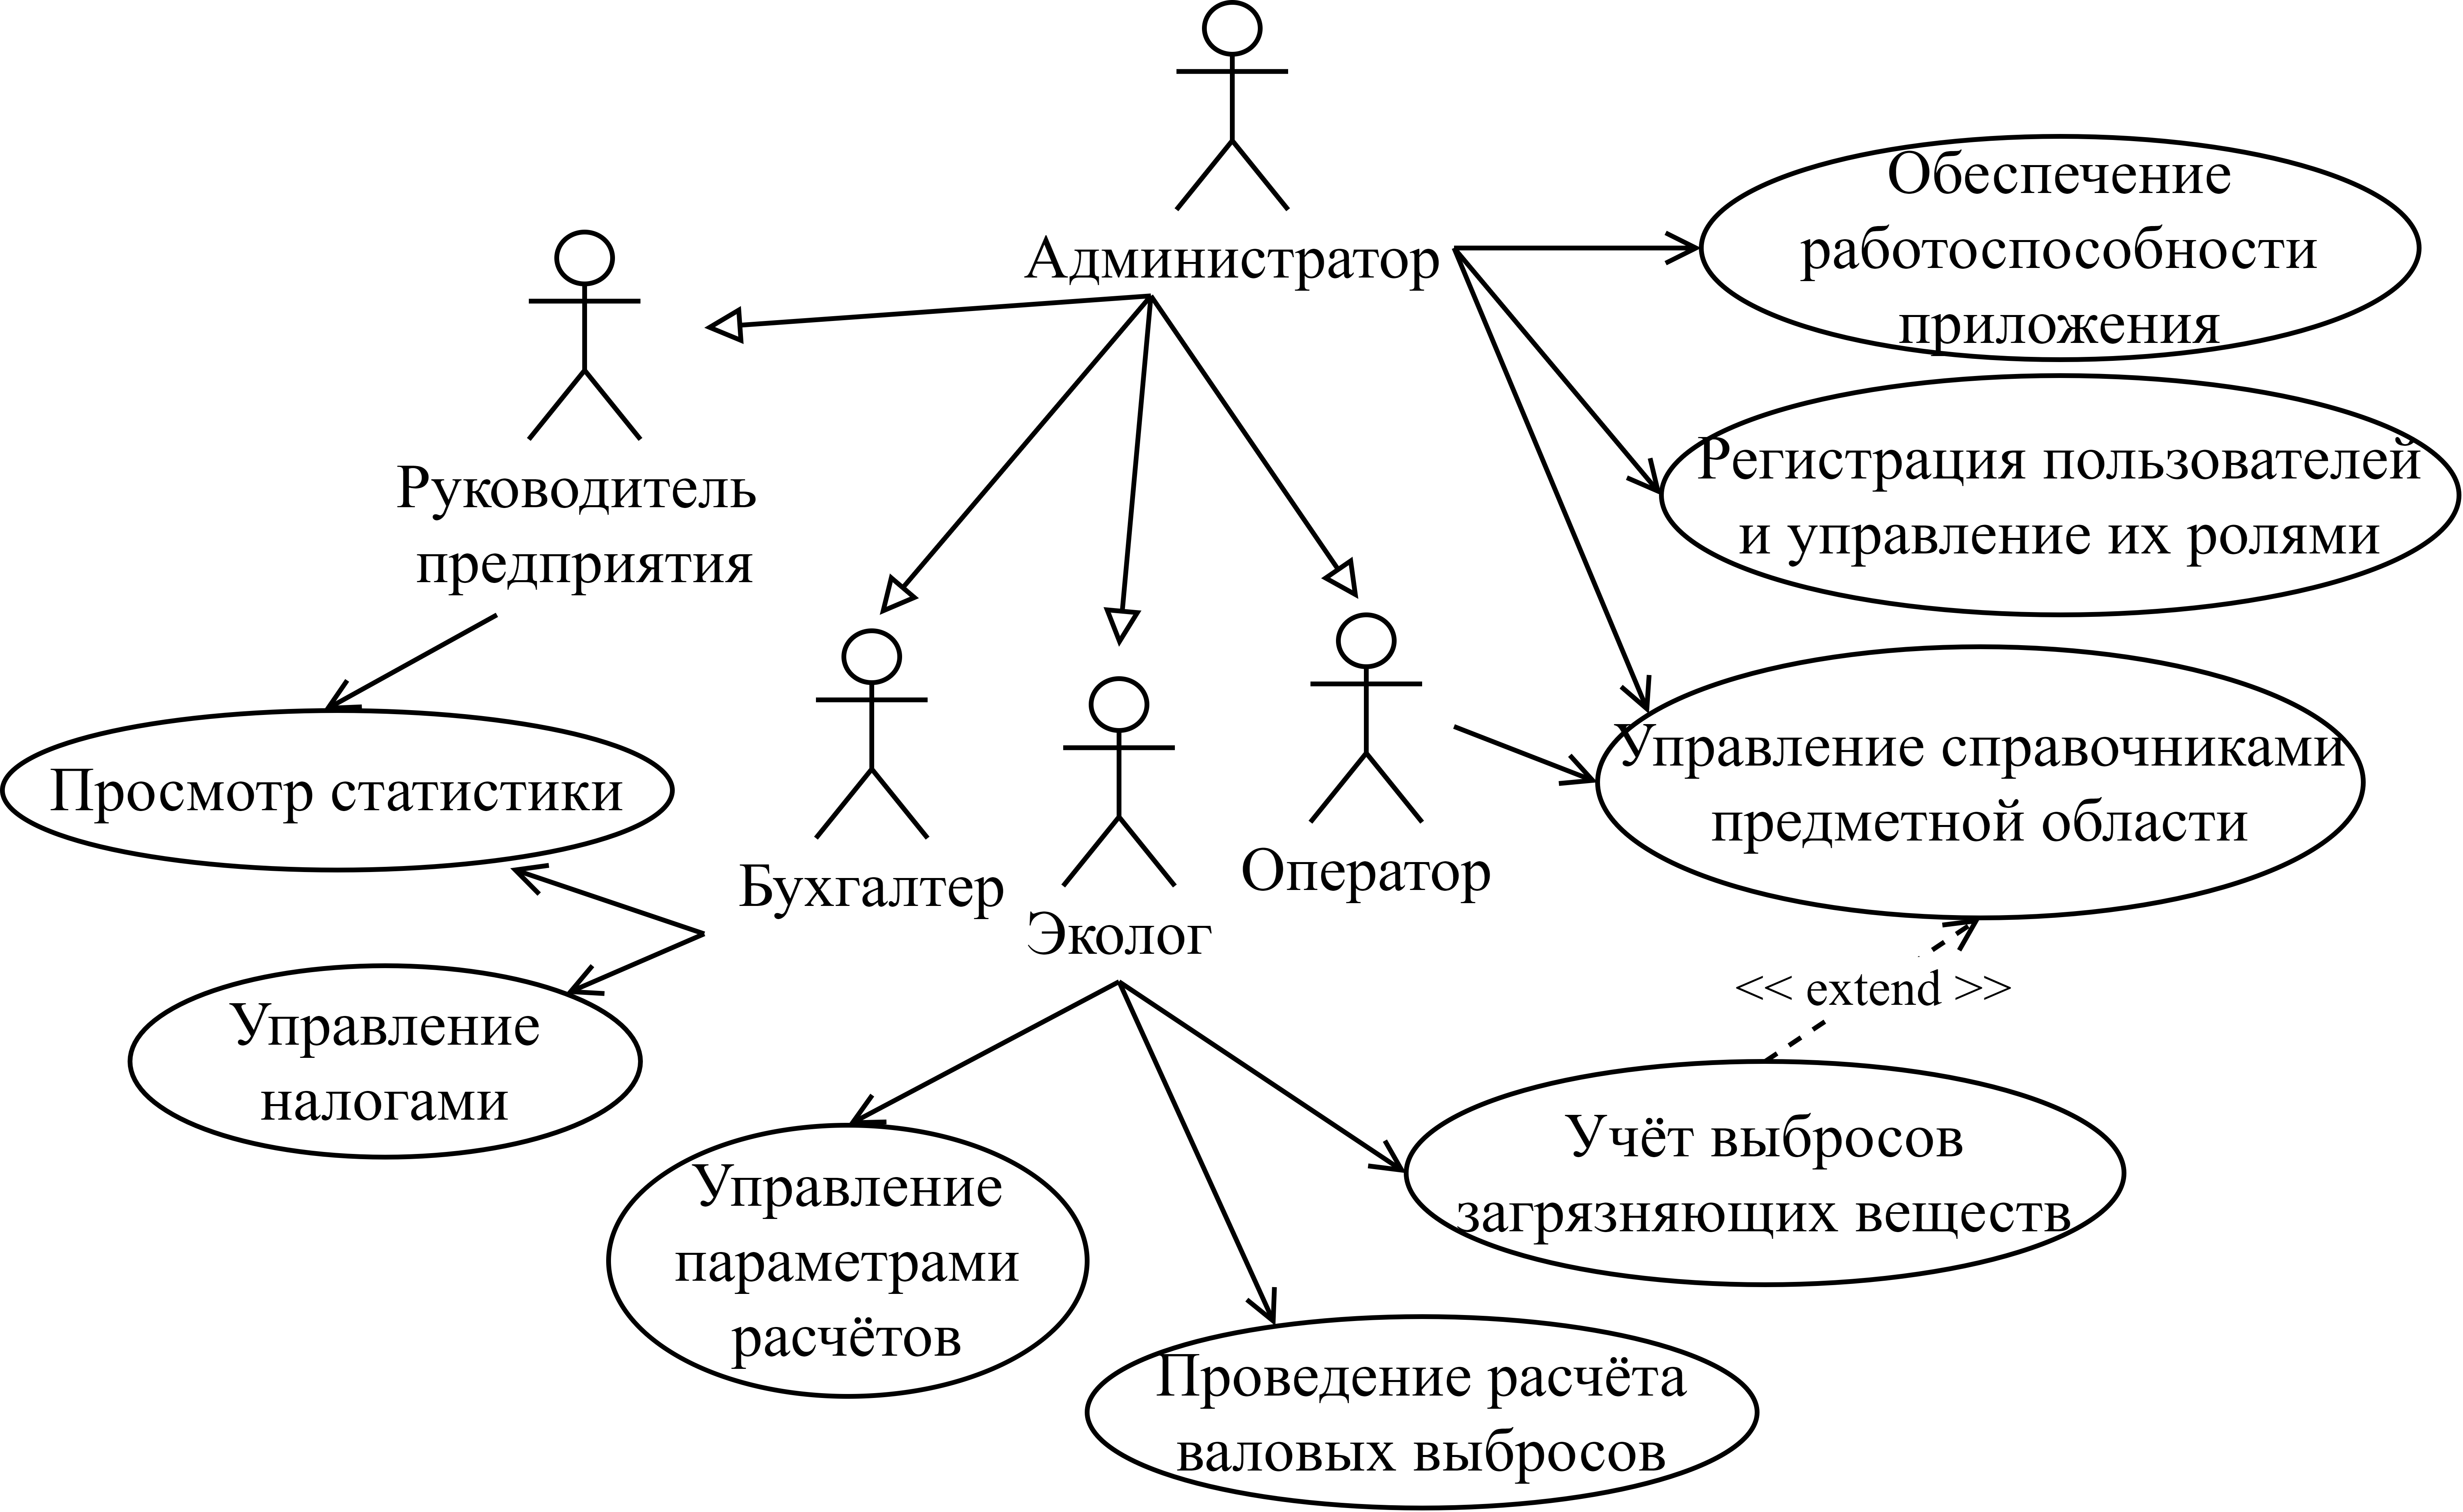 Администратор
Обеспечение
работоспособности
приложения
Регистрация пользователей
и управление их ролями
Руководитель
предприятия
Управление справочниками
предметной области
Просмотр статистики
Бухгалтер
Эколог
Оператор
<< extend >>
Управление
налогами
Учёт выбросов
загрязняющих веществ
Управление
параметрами
расчётов
Проведение расчёта
валовых выбросов